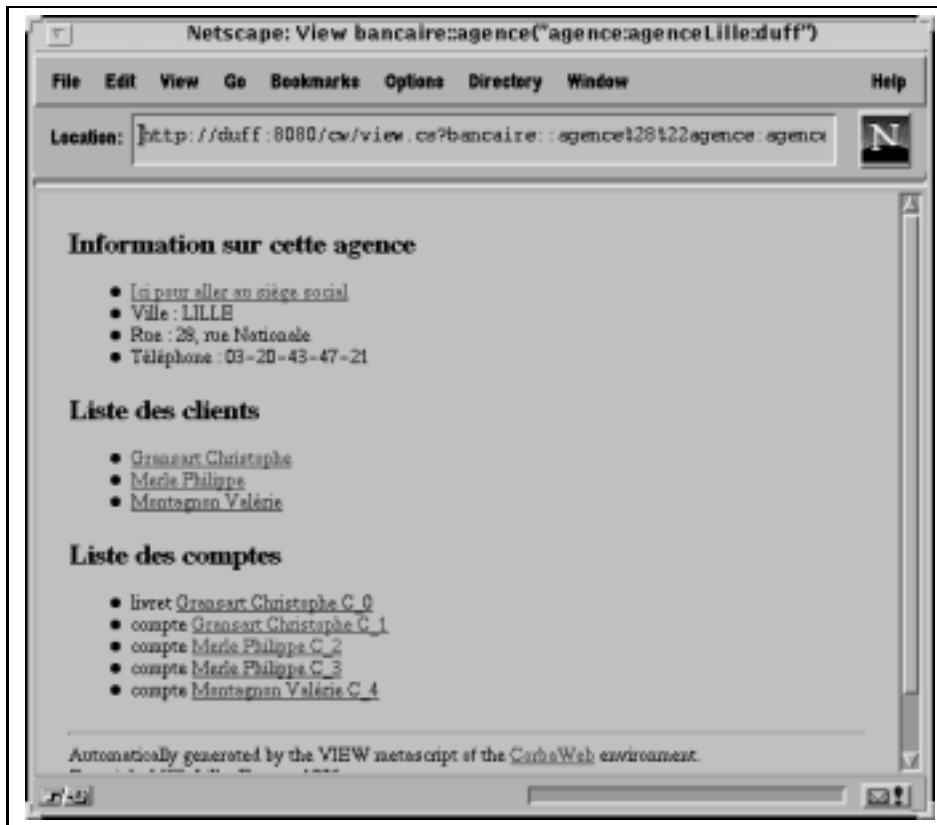 Netscape: View bancaire::agence("agence:agenceLille:duff")
File Edit View Go Bookmarks Options Directory Window Help
Location: http://duff:8080/cw/view.cs?bancaire::agence%28%22agence:agence
N
Information sur cette agence
Ici pour aller au siège social
Ville : LILLE
Rue : 28, rue Nationale
Téléphone : 03-20-43-47-21
Liste des clients
Gransart Christophe
Merle Philippe
Montagnon Valérie
Liste des comptes
livret Gransart Christophe C_0
compte Gransart Christophe C_1
compte Merle Philippe C_2
compte Merle Philippe C_3
compte Montagnon Valérie C_4
Automatically generated by the VIEW metascript of the CorbaWeb environment.